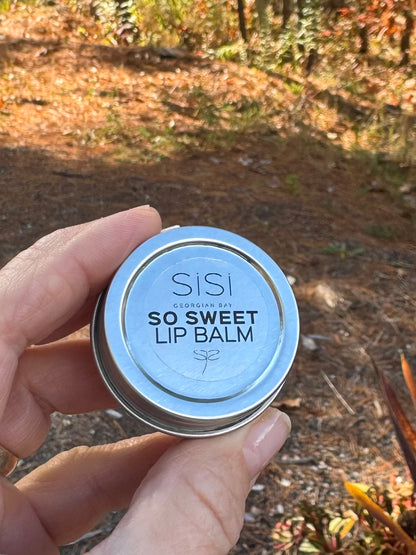 SiSi
GEORGIAN BAY
SO SWEET
LIP BALM